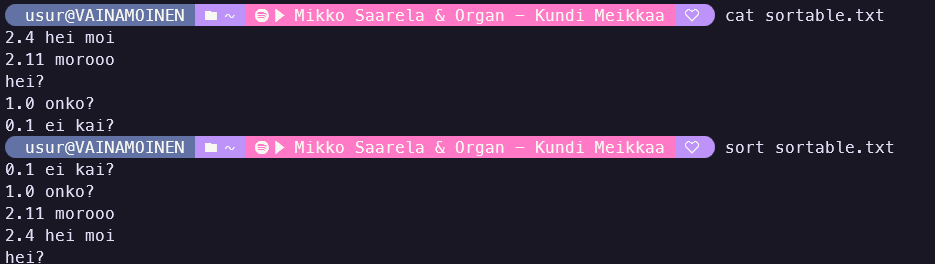 usur@VAINAMOINEN ~ Mikko Saarela & Organ – Kundi Meikkaa ♡ cat sortable.txt
2.4 hei moi
2.11 morooo
hei?
1.0 onko?
0.1 ei kai?
usur@VAINAMOINEN ~ Mikko Saarela & Organ – Kundi Meikkaa ♡ sort sortable.txt
0.1 ei kai?
1.0 onko?
2.11 morooo
2.4 hei moi
hei?